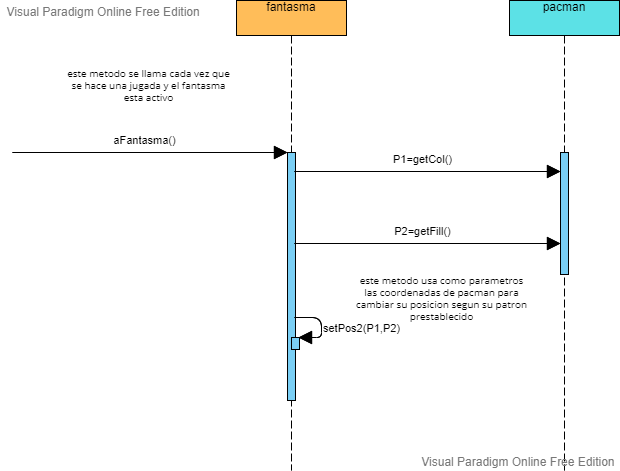 Visual Paradigm Online Free Edition
fantasma
pacman
este metodo se llama cada vez que
se hace una jugada y el fantasma
esta activo
aFantasma()
P1=getCol()
P2=getFill()
este metodo usa como parametros
las coordenadas de pacman para
cambiar su posicion segun su patron
prestablecido
setPos2(P1,P2)
Visual Paradigm Online Free Edition